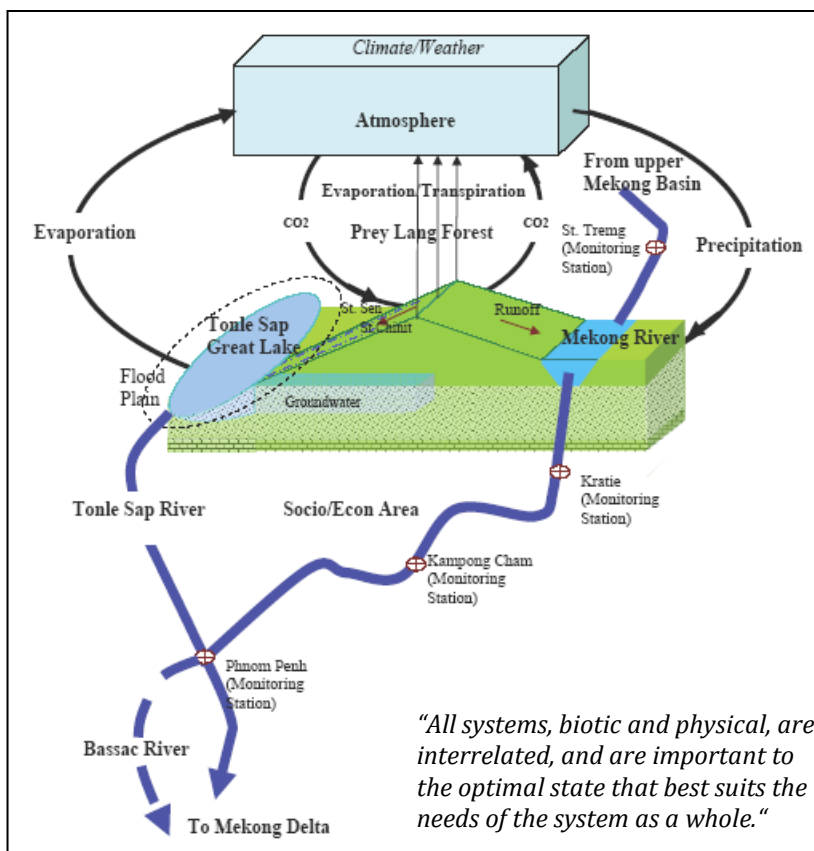 Climate/Weather
Atmosphere
From upper
Mekong Basin
Evaporation/Transpiration
CO2
CO2
Prey Lang Forest
Evaporation
St. Tremg
(Monitoring
Station)
Precipitation
St. Sen
St Chinit
Runoff
Tonle Sap
Great Lake
Mekong River
Flood
Plain
Groundwater
Kratie
(Monitoring
Station)
Tonle Sap River
Socio/Econ Area
Kampong Cham
(Monitoring
Station)
Phnom Penh
(Monitoring
Station)
Bassac River
To Mekong Delta
“All systems, biotic and physical, are
interrelated, and are important to
the optimal state that best suits the
needs of the system as a whole.“